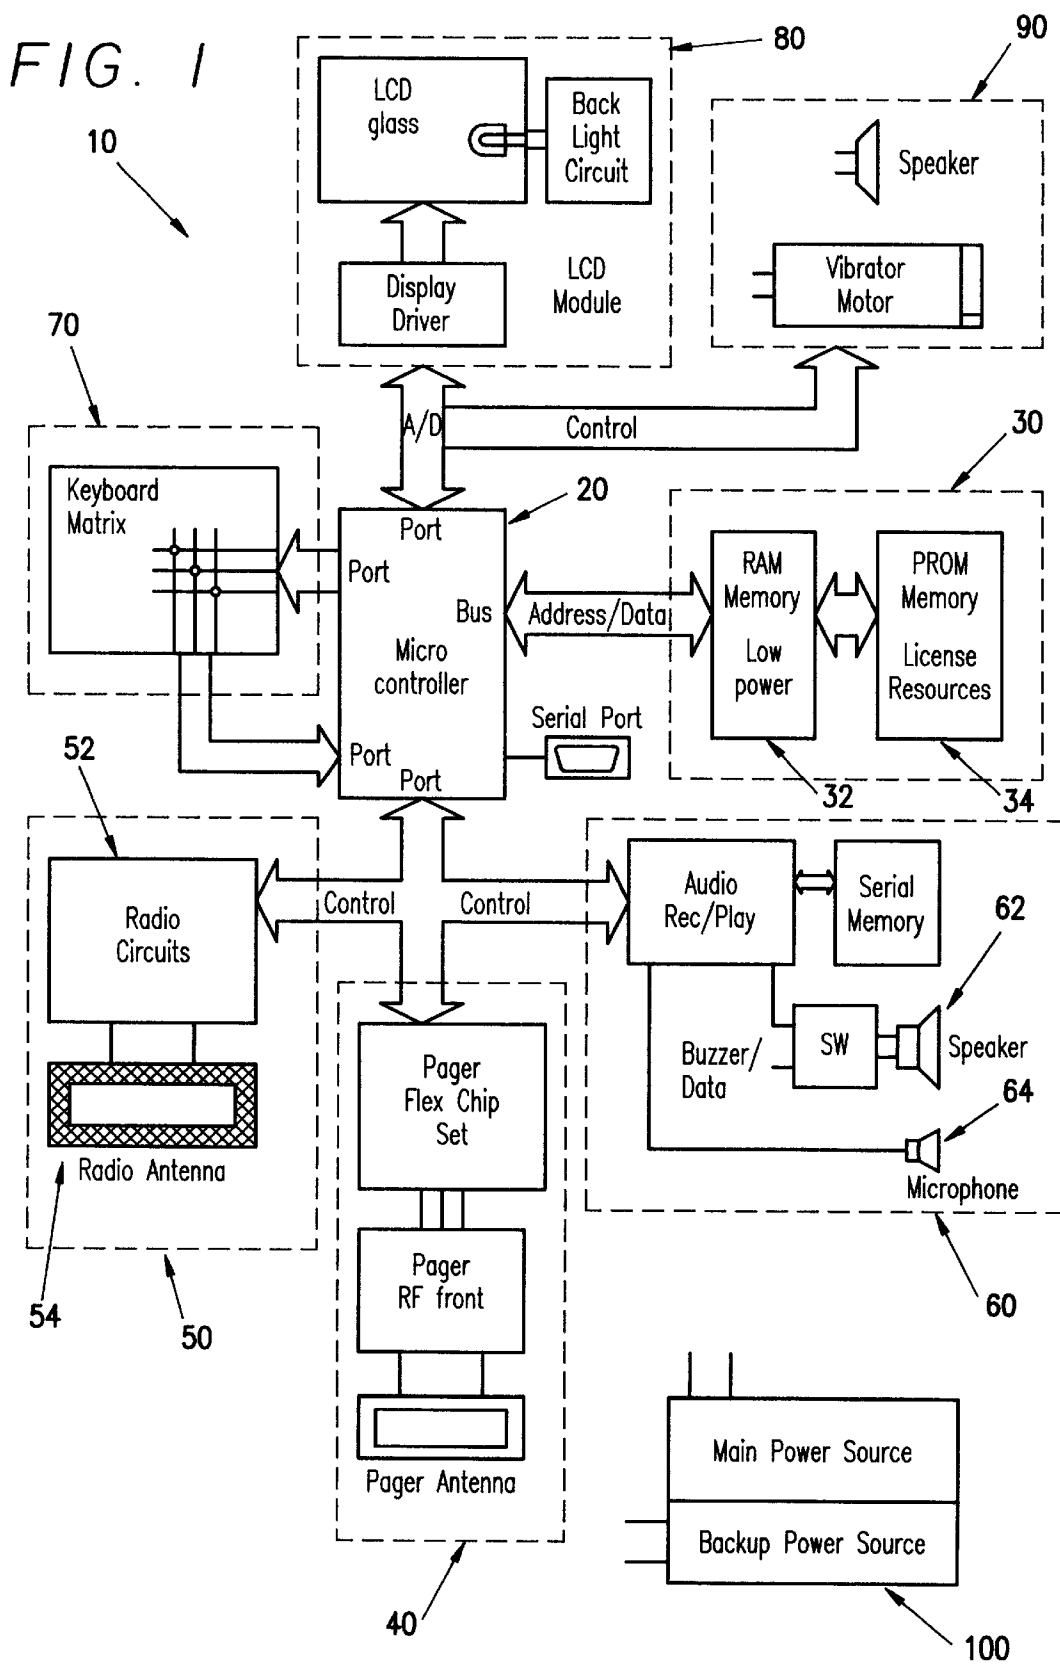 FIG. 1
10
80
90
LCD
glass
Back
Light
Circuit
Display
Driver
LCD
Module
Speaker
Vibrator
Motor
70
A/D
Control
30
Keyboard
Matrix
20
Port
Port
Bus
Address/Data
RAM
Memory
Low
power
PROM
Memory
License
Resources
Micro
controller
Serial Port
Port
Port
52
32
34
Radio
Circuits
Control
Control
Audio
Rec/Play
Serial
Memory
62
Buzzer/
Data
SW
Speaker
64
Microphone
Radio Antenna
Pager
Flex Chip
Set
Pager
RF front
54
50
60
Pager Antenna
Main Power Source
Backup Power Source
40
100